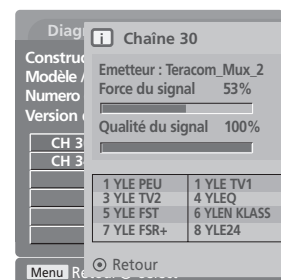 Diag
Construc
Modèle /
Numero
Version
CH 3
CH 3
i Chaîne 30
Emetteur : Teracom_Mux_2
Force du signal 53%
Qualité du signal 100%
1 YLE PEU 1 YLE TV1
3 YLE TV2 4 YLEQ
5 YLE FST 6 YLEN KLASS
7 YLE FSR+ 8 YLE24
Retour
Menu